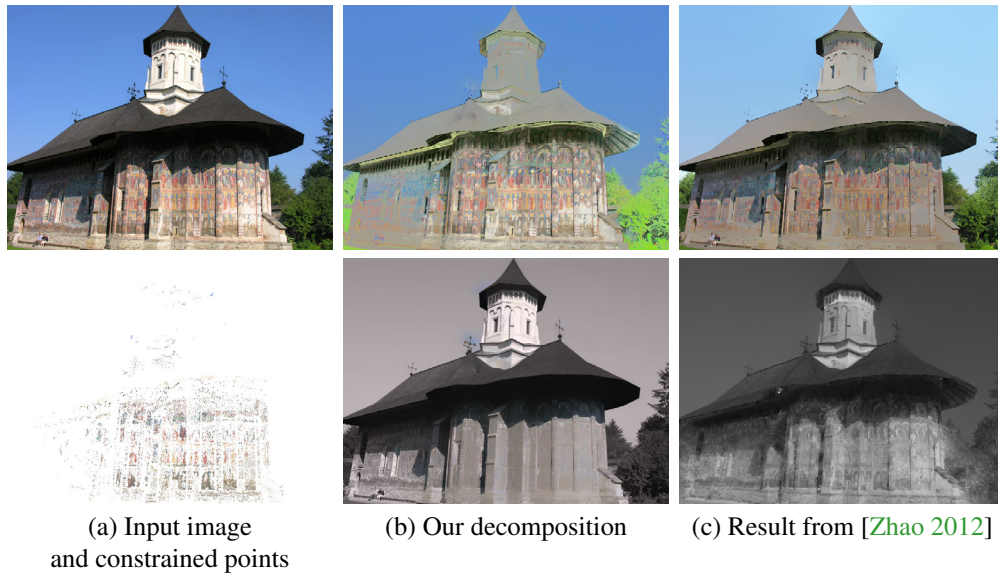 (a) Input image
and constrained points
(b) Our decomposition
(c) Result from [Zhao 2012]